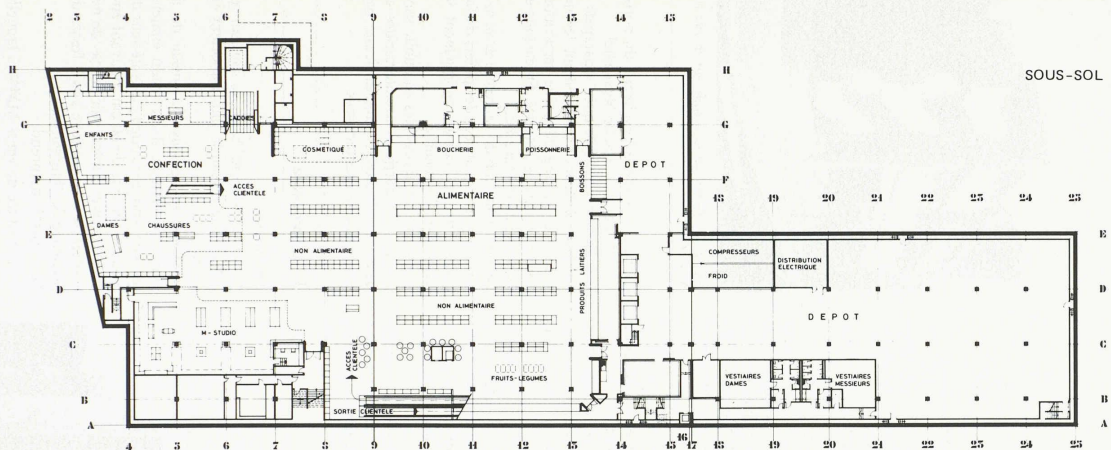 2 3 4 5 6 7 8 9 10 11 12 13 14 15
H H
SOUS-SOL
MESSIEURS
CADDIES
G G
ENFANTS
COSMETIQUE
BOUCHERIE
POISSONNERIE
CONFECTION
BOISSONS
DEPOT
F F
ACCES
CLIENTELE
ALIMENTAIRE
18 19 20 21 22 23 24 25
DAMES
CHAUSSURES
E E
NON ALIMENTAIRE
PRODUITS LAITIERS
COMPRESSEURS
FROID
DISTRIBUTION
ELECTRIQUE
D D
NON ALIMENTAIRE
DEPOT
M-STUDIO
C C
ACCES
CLIENTELE
FRUITS-LEGUMES
VESTIAIRES
DAMES
VESTIAIRES
MESSIEURS
B B
SORTIE CLIENTELE
A A
4 5 6 7 8 9 10 11 12 13 14 15 16 17 18 19 20 21 22 23 24 25